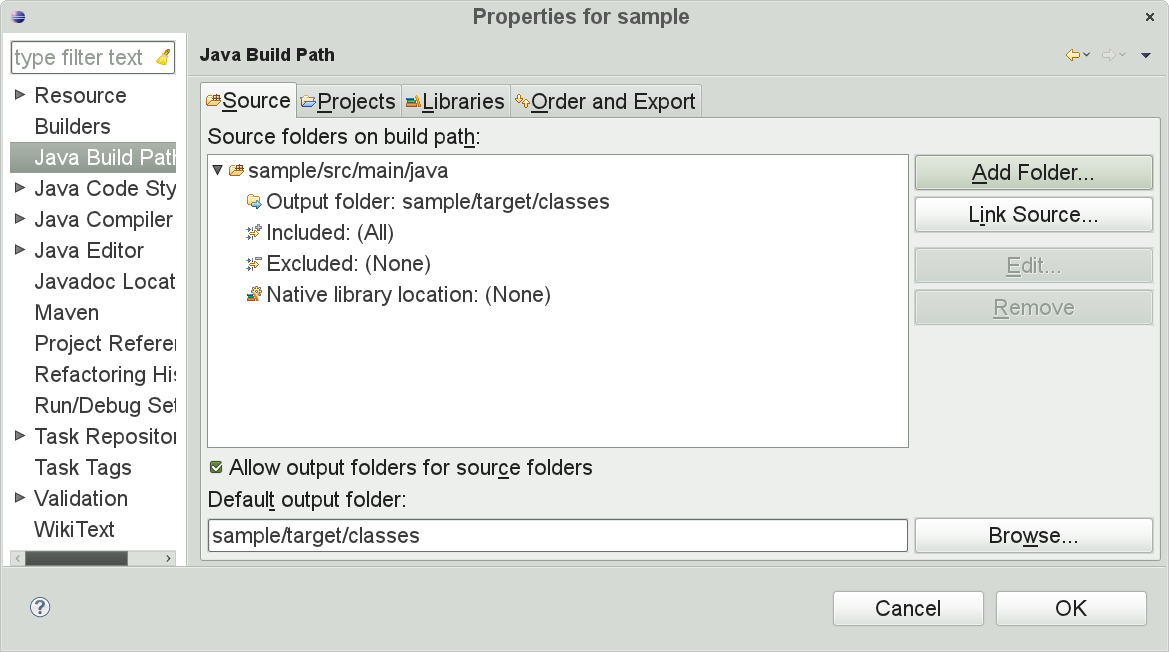 Properties for sample
type filter text
Java Build Path
Resource
Builders
Java Build Path
Java Code Sty
Java Compiler
Java Editor
Javadoc Locat
Maven
Project Refere
Refactoring His
Run/Debug Set
Task Repositor
Task Tags
Validation
WikiText
Source Projects Libraries Order and Export
Source folders on build path:
sample/src/main/java
Output folder: sample/target/classes
Included: (All)
Excluded: (None)
Native library location: (None)
Add Folder...
Link Source...
Edit...
Remove
Allow output folders for source folders
Default output folder:
sample/target/classes
Browse...
Cancel OK